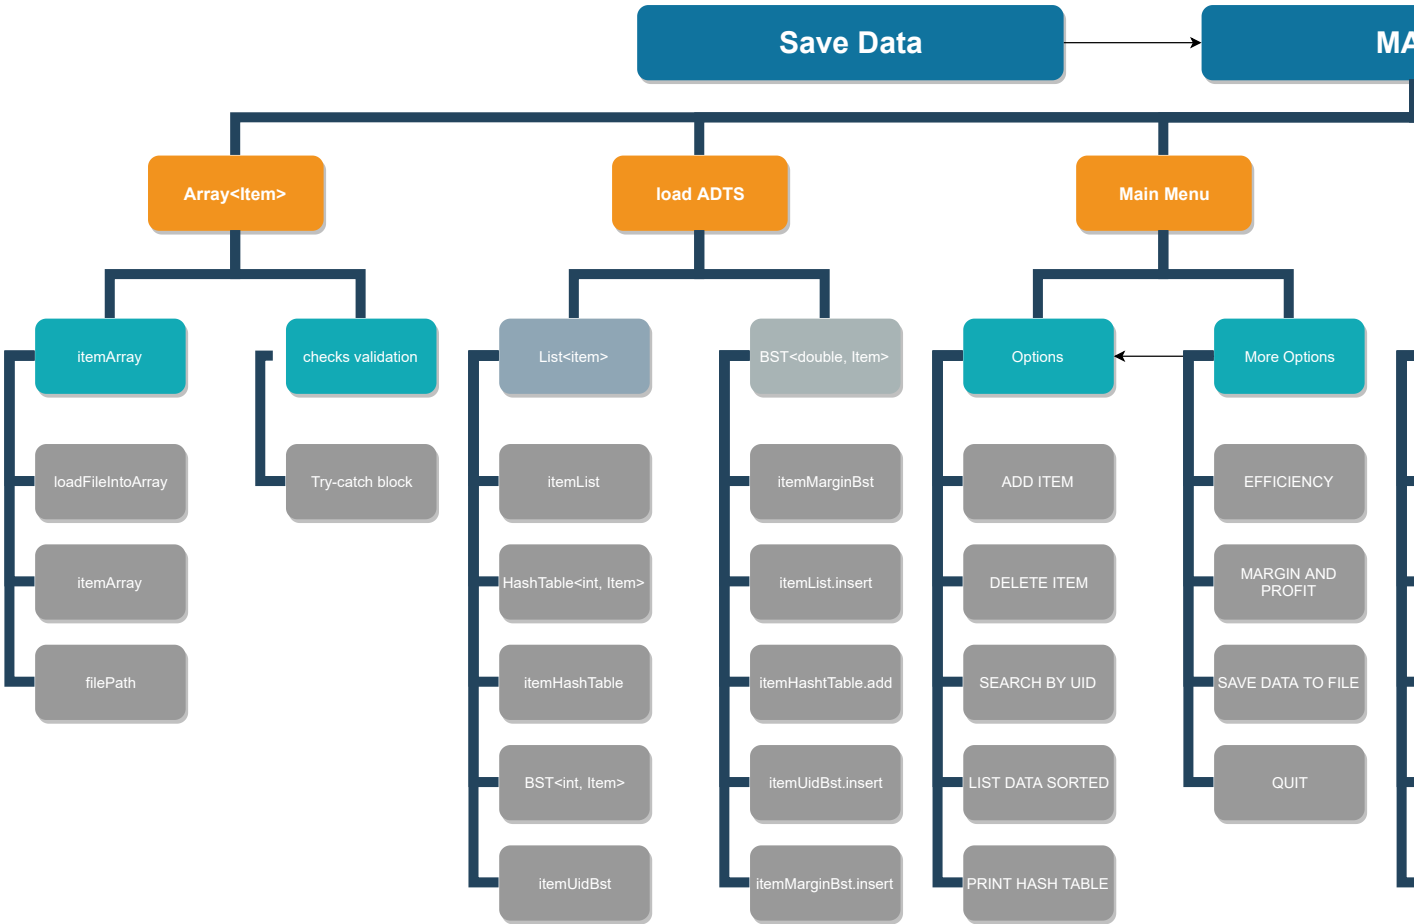 Save Data
MA
Array<Item>
load ADTS
Main Menu
itemArray
checks validation
List<item>
BST<double, Item>
Options
More Options
loadFileIntoArray
Try-catch block
itemList
itemMarginBst
ADD ITEM
EFFICIENCY
itemArray
HashTable<int, Item>
itemList.insert
DELETE ITEM
MARGIN AND
PROFIT
filePath
itemHashTable
itemHashtTable.add
SEARCH BY UID
SAVE DATA TO FILE
BST<int, Item>
itemUidBst.insert
LIST DATA SORTED
QUIT
itemUidBst
itemMarginBst.insert
PRINT HASH TABLE